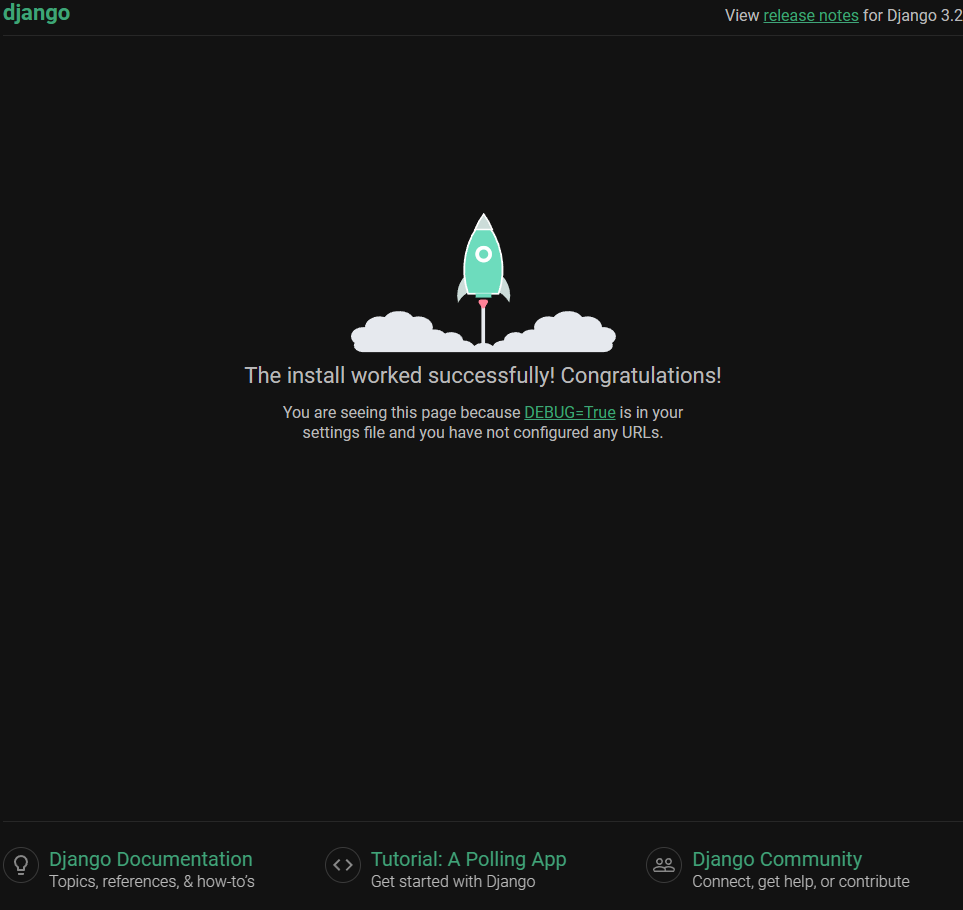 django
View release notes for Django 3.2
The install worked successfully! Congratulations!
You are seeing this page because DEBUG=True is in your
settings file and you have not configured any URLs.
Django Documentation
Topics, references, & how-to’s
Tutorial: A Polling App
Get started with Django
Django Community
Connect, get help, or contribute